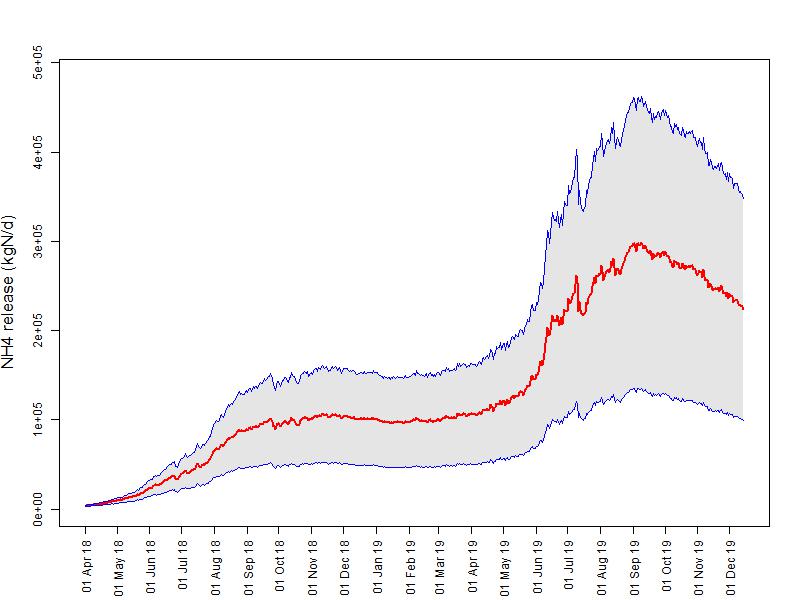 NH4 release (kgN/d)
5e+05
4e+05
3e+05
2e+05
1e+05
0e+00
01 Apr 18
01 May 18
01 Jun 18
01 Jul 18
01 Aug 18
01 Sep 18
01 Oct 18
01 Nov 18
01 Dec 18
01 Jan 19
01 Feb 19
01 Mar 19
01 Apr 19
01 May 19
01 Jun 19
01 Jul 19
01 Aug 19
01 Sep 19
01 Oct 19
01 Nov 19
01 Dec 19